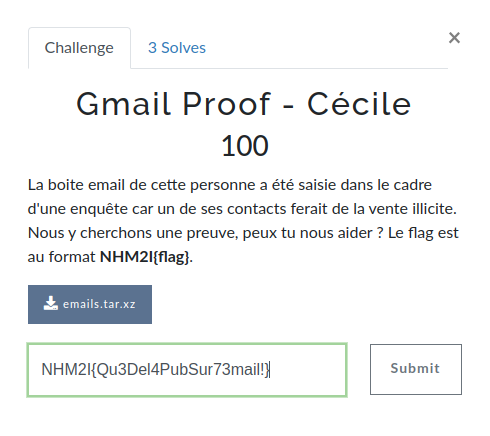 Challenge
3 Solves
×
Gmail Proof - Cécile
100
La boite email de cette personne a été saisie dans le cadre
d'une enquête car un de ses contacts ferait de la vente illicite.
Nous y cherchons une preuve, peux tu nous aider ? Le flag est
au format NHM2I{flag}.
emails.tar.xz
NHM2I{Qu3Del4PubSur73mail!}
Submit